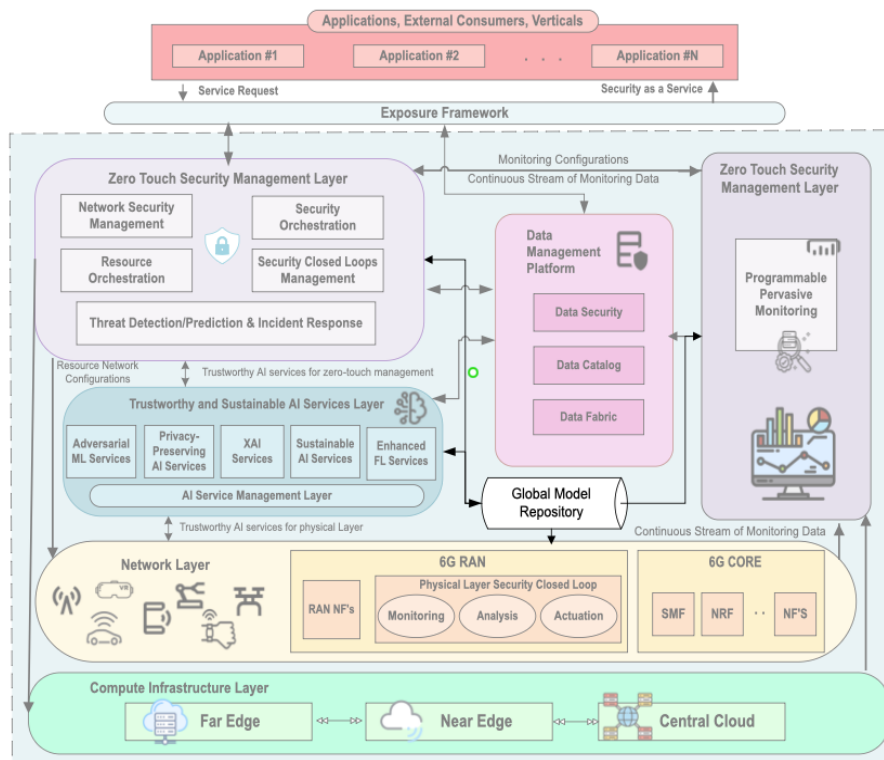 Applications, External Consumers, Verticals
Application #1
Application #2
. . .
Application #N
Service Request
Security as a Service
Exposure Framework
Zero Touch Security Management Layer
Network Security
Management
Security
Orchestration
Resource
Orchestration
Security Closed Loops
Management
Threat Detection/Prediction & Incident Response
Monitoring Configurations
Continuous Stream of Monitoring Data
Zero Touch Security
Management Layer
Data
Management
Platform
Data Security
Data Catalog
Data Fabric
Programmable
Pervasive
Monitoring
Resource Network
Configurations
Trustworthy AI services for zero-touch management
Trustworthy and Sustainable AI Services Layer
Adversarial
ML Services
Privacy-
Preserving
AI Services
XAI
Services
Sustainable
AI Services
Enhanced
FL Services
AI Service Management Layer
Global Model
Repository
Trustworthy AI services for physical Layer
Continuous Stream of Monitoring Data
Network Layer
VR
6G RAN
RAN NF's
Physical Layer Security Closed Loop
Monitoring
Analysis
Actuation
6G CORE
SMF
NRF
. .
NF'S
Compute Infrastructure Layer
Far Edge
Near Edge
Central Cloud